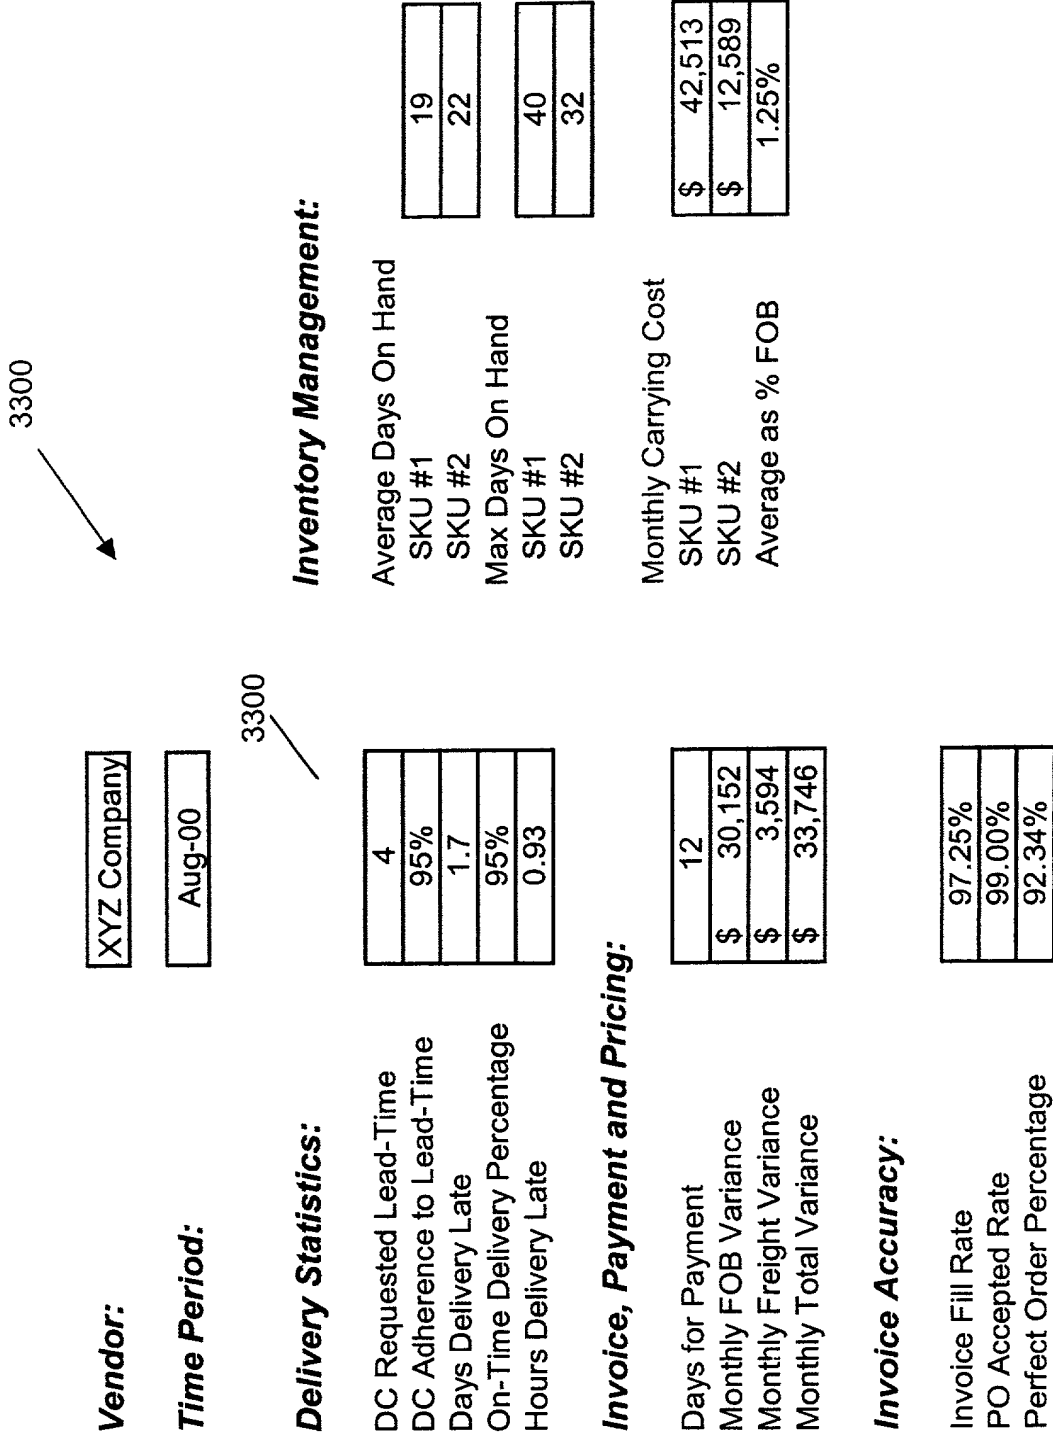 3300
Vendor: XYZ Company
Time Period: Aug-00
3300
Delivery Statistics:
DC Requested Lead-Time 4
DC Adherence to Lead-Time 95%
Days Delivery Late 1.7
On-Time Delivery Percentage 95%
Hours Delivery Late 0.93
Invoice, Payment and Pricing:
Days for Payment 12
Monthly FOB Variance $ 30,152
Monthly Freight Variance $ 3,594
Monthly Total Variance $ 33,746
Invoice Accuracy:
Invoice Fill Rate 97.25%
PO Accepted Rate 99.00%
Perfect Order Percentage 92.34%
Inventory Management:
Average Days On Hand
SKU #1 19
SKU #2 22
Max Days On Hand
SKU #1 40
SKU #2 32
Monthly Carrying Cost
SKU #1 $ 42,513
SKU #2 $ 12,589
Average as % FOB 1.25%